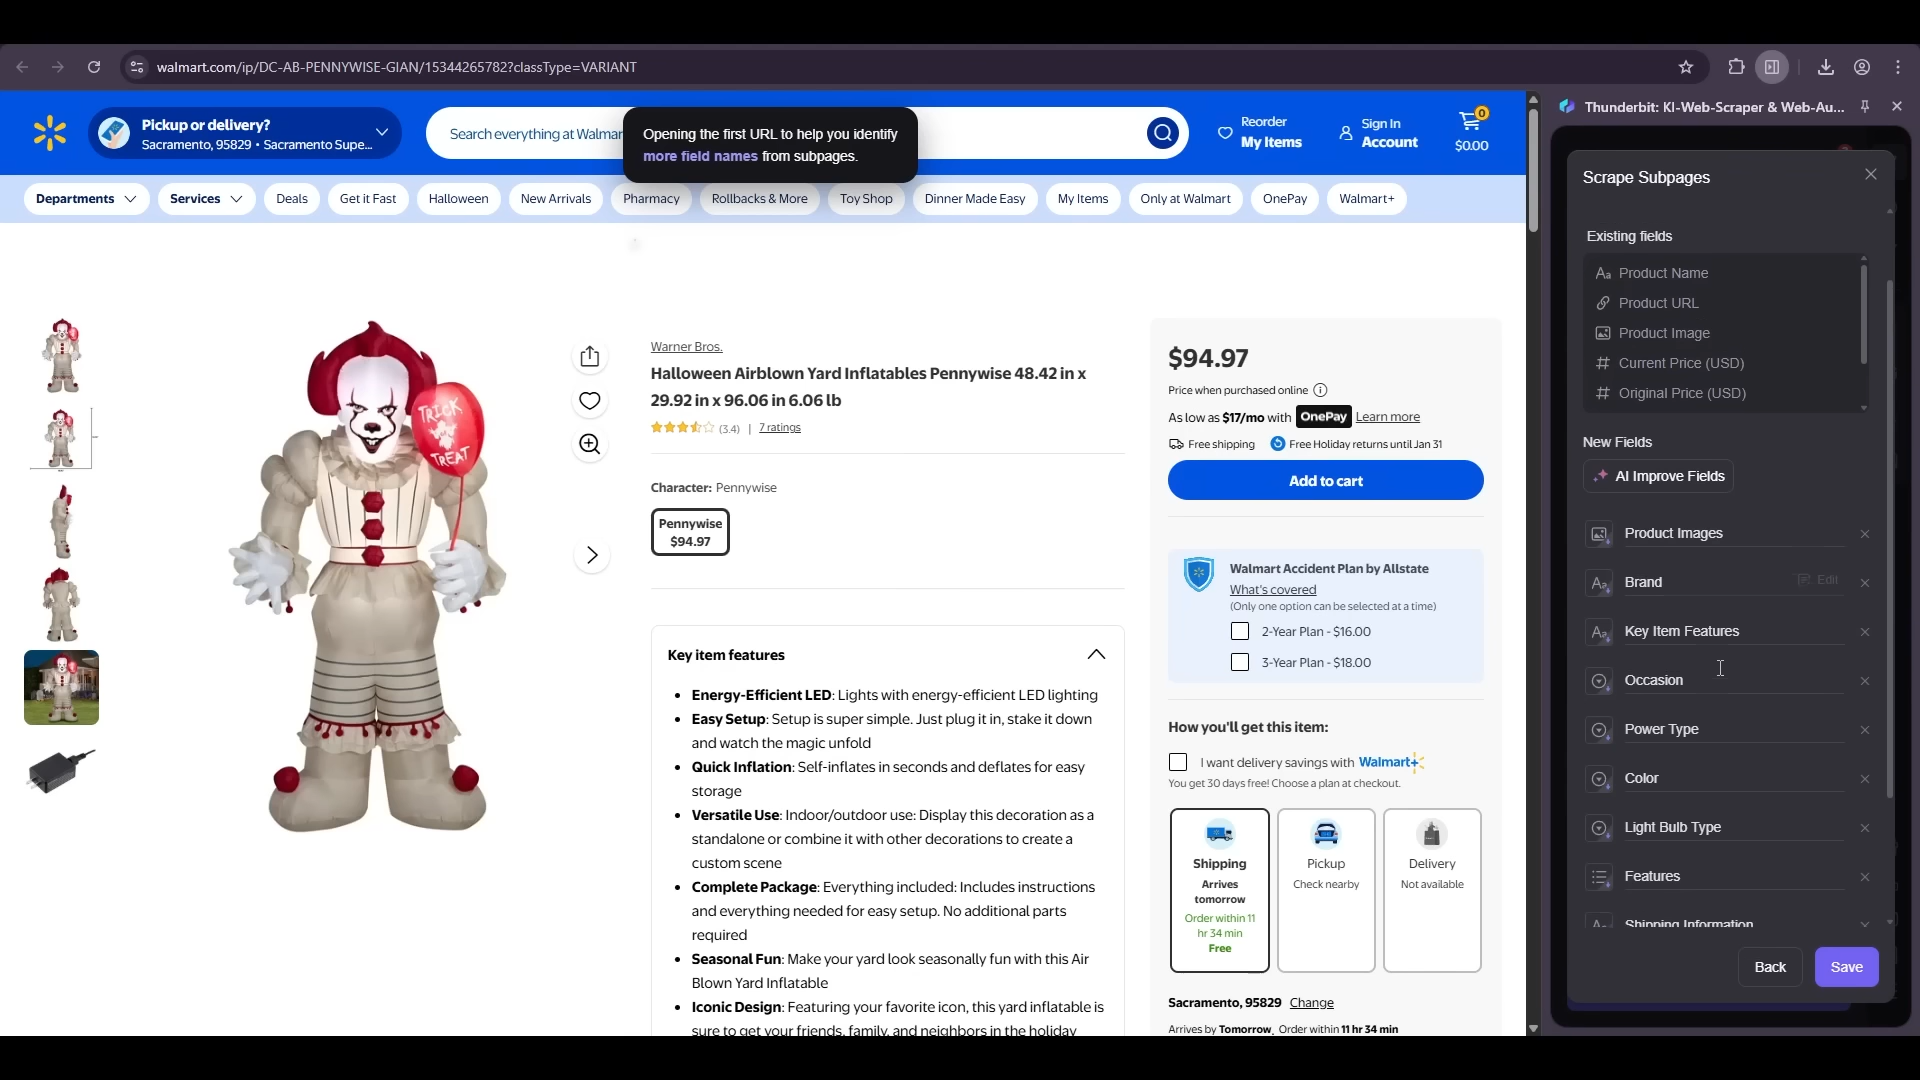 walmart.com/ip/DC-AB-PENNYWISE-GIAN/15344265782?classType=VARIANT
Pickup or delivery?
Sacramento, 95829 • Sacramento Supe...
Search everything at Walmar
Opening the first URL to help you identify
more field names from subpages.
Reorder
My Items
Sign In
Account
0
$0.00
Departments
Services
Deals
Get it Fast
Halloween
New Arrivals
Pharmacy
Rollbacks & More
Toy Shop
Dinner Made Easy
My Items
Only at Walmart
OnePay
Walmart+
TRICK
TREAT
Warner Bros.
Halloween Airblown Yard Inflatables Pennywise 48.42 in x
29.92 in x 96.06 in 6.06 lb
(3.4) | 7 ratings
Character: Pennywise
Pennywise
$94.97
Key item features
• Energy-Efficient LED: Lights with energy-efficient LED lighting
• Easy Setup: Setup is super simple. Just plug it in, stake it down
and watch the magic unfold
• Quick Inflation: Self-inflates in seconds and deflates for easy
storage
• Versatile Use: Indoor/outdoor use: Display this decoration as a
standalone or combine it with other decorations to create a
custom scene
• Complete Package: Everything included: Includes instructions
and everything needed for easy setup. No additional parts
required
• Seasonal Fun: Make your yard look seasonally fun with this Air
Blown Yard Inflatable
• Iconic Design: Featuring your favorite icon, this yard inflatable is
sure to get your friends, family, and neighbors in the holiday
$94.97
Price when purchased online
As low as $17/mo with OnePay Learn more
Free shipping Free Holiday returns until Jan 31
Add to cart
Walmart Accident Plan by Allstate
What's covered
(Only one option can be selected at a time)
2-Year Plan - $16.00
3-Year Plan - $18.00
How you'll get this item:
I want delivery savings with Walmart+
You get 30 days free! Choose a plan at checkout.
Shipping
Arrives
tomorrow
Order within 11
hr 34 min
Free
Pickup
Check nearby
Delivery
Not available
Sacramento, 95829 Change
Arrives by Tomorrow, Order within 11 hr 34 min
Thunderbit: KI-Web-Scraper & Web-Au...
Scrape Subpages
Existing fields
Product Name
Product URL
Product Image
Current Price (USD)
Original Price (USD)
New Fields
AI Improve Fields
Product Images
Brand
Edit
Key Item Features
Occasion
Power Type
Color
Light Bulb Type
Features
Shipping Information
Back
Save